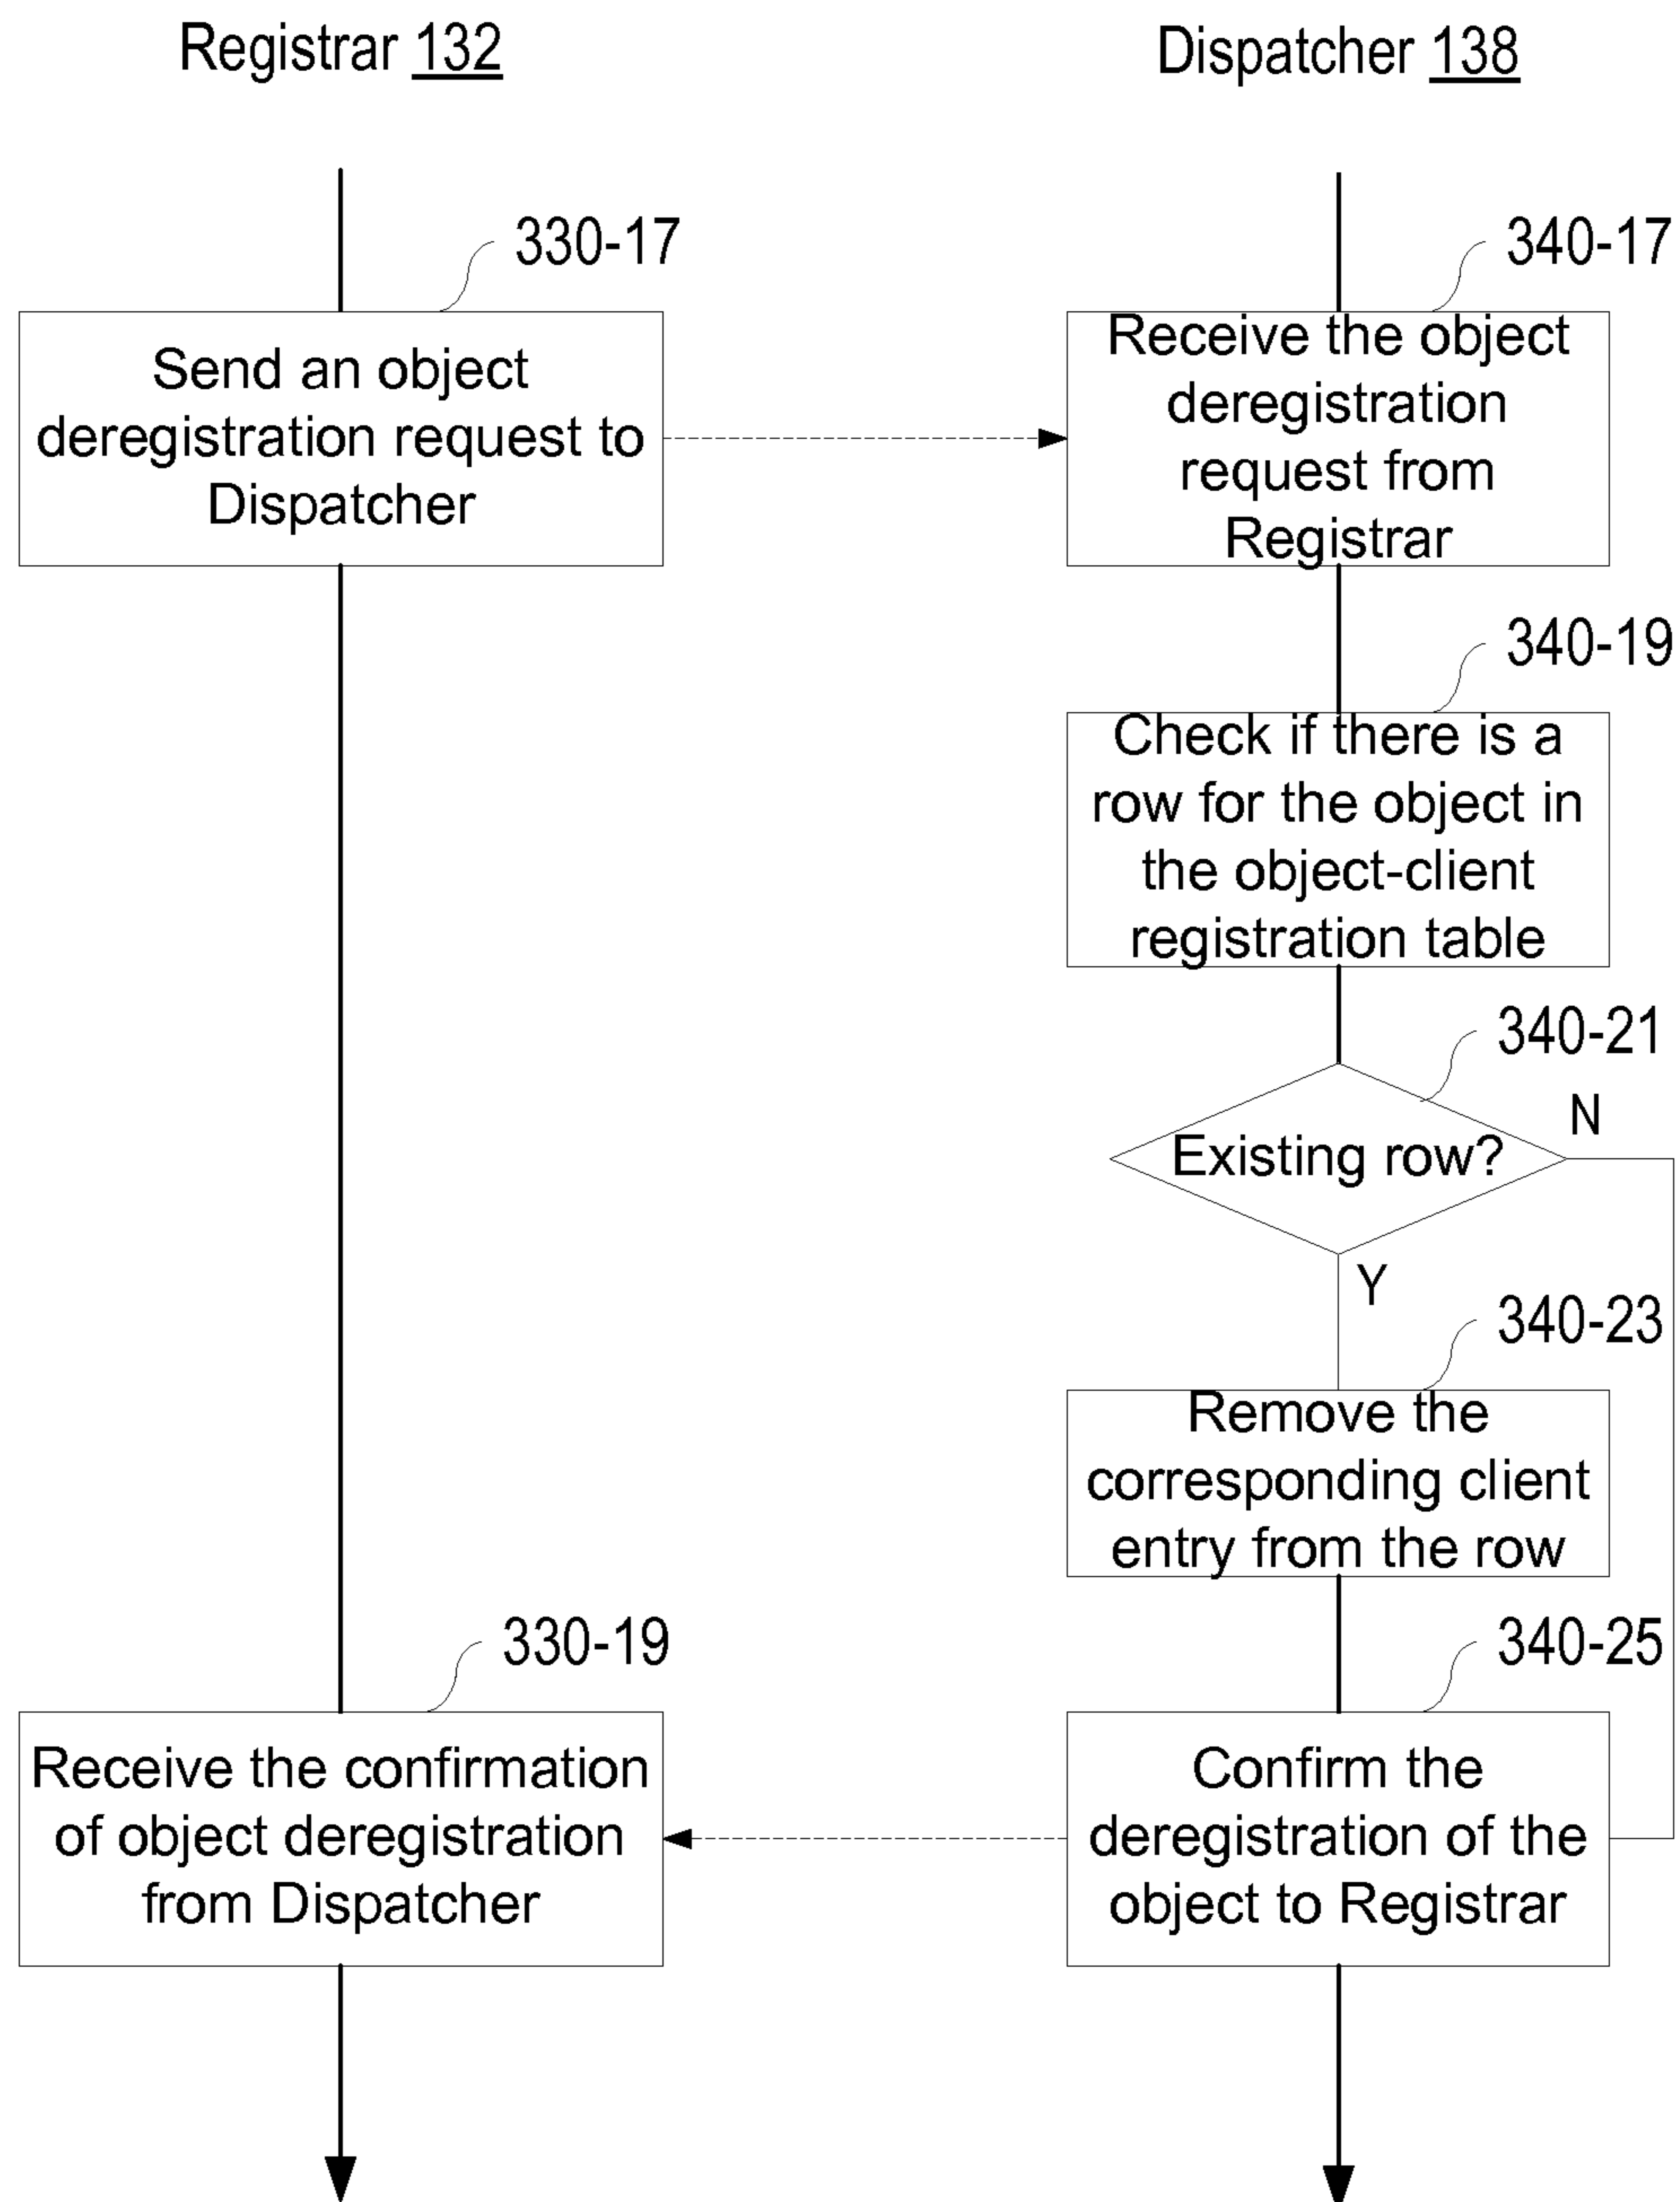 Registrar 132
Dispatcher 138
330-17
340-17
Send an object
deregistration request to
Dispatcher
Receive the object
deregistration
request from
Registrar
340-19
Check if there is a
row for the object in
the object-client
registration table
340-21
N
Existing row?
Y
340-23
Remove the
corresponding client
entry from the row
330-19
340-25
Receive the confirmation
of object deregistration
from Dispatcher
Confirm the
deregistration of the
object to Registrar